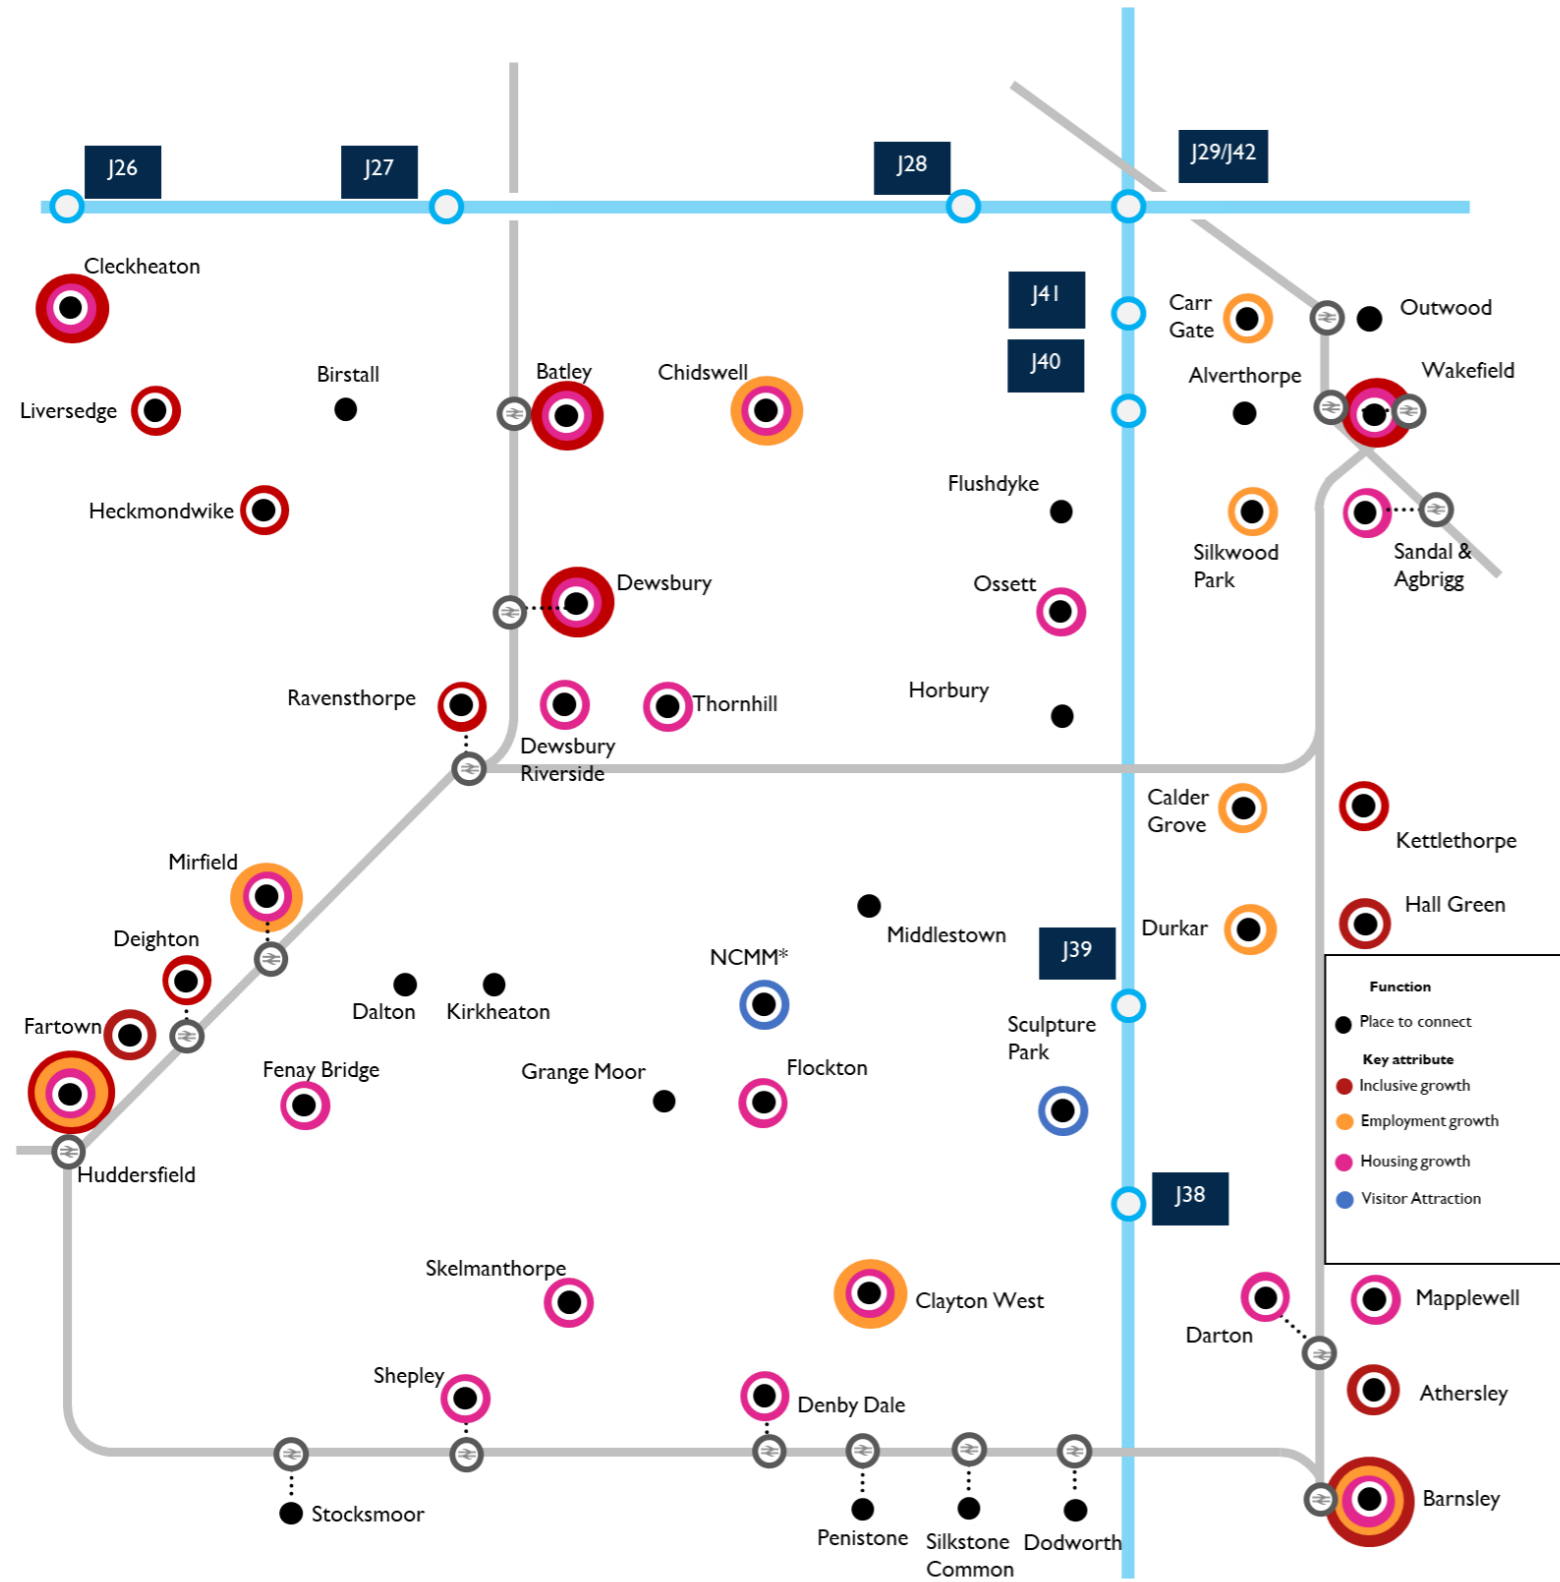 J26
J27
J28
J29/J42
Cleckheaton
J41
Carr
Gate
Outwood
J40
Birstall
Batley
Chidswell
Alverthorpe
Wakefield
Liversedge
Flushdyke
Heckmondwike
Silkwood
Park
Sandal &
Agbrigg
Dewsbury
Ossett
Ravensthorpe
Thornhill
Horbury
Dewsbury
Riverside
Calder
Grove
Kettlethorpe
Mirfield
Hall Green
Middlestown
Durkar
Deighton
J39
NCMM*
Dalton
Kirkheaton
Fartown
Sculpture
Park
Fenay Bridge
Grange Moor
Flockton
Function
Place to connect
Key attribute
Inclusive growth
Employment growth
Housing growth
Visitor Attraction
Huddersfield
J38
Skelmanthorpe
Clayton West
Mapplewell
Darton
Shepley
Denby Dale
Athersley
Stocksmoor
Penistone
Silkstone
Common
Dodworth
Barnsley